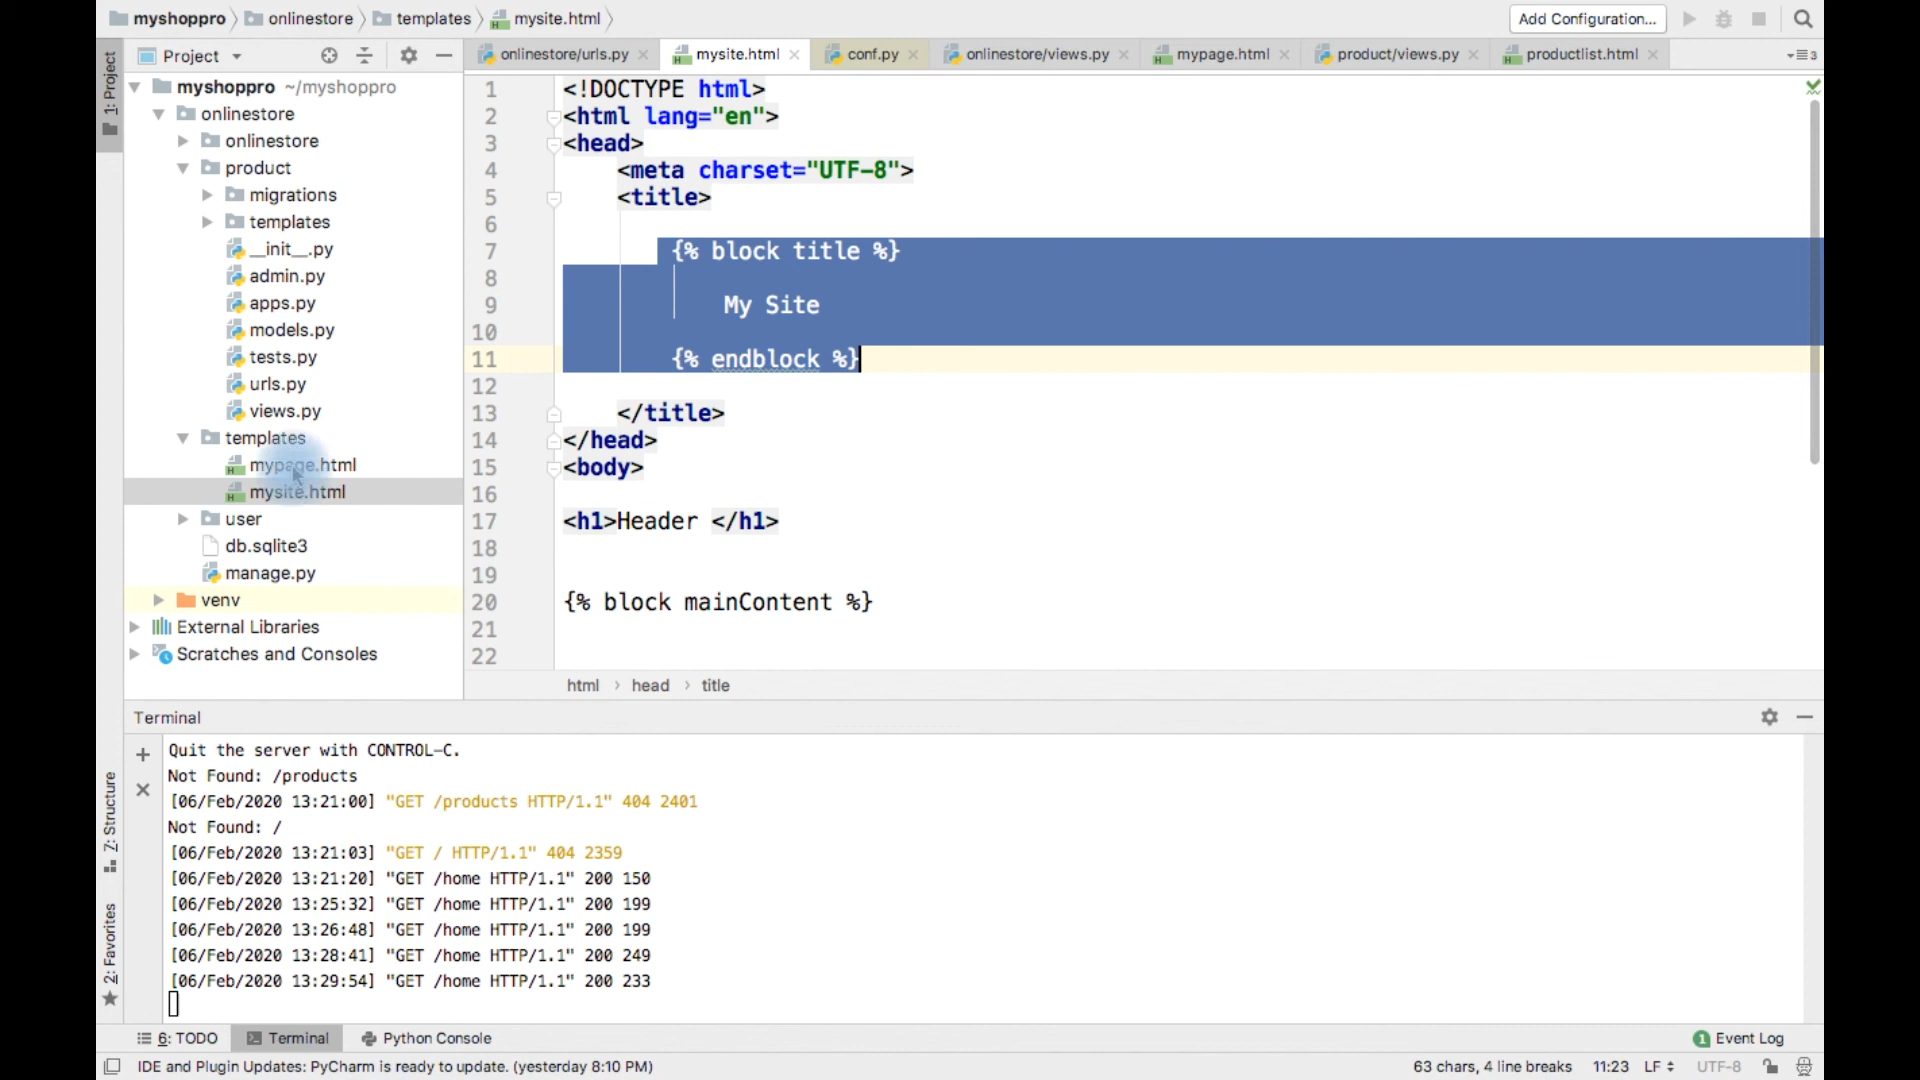 myshoppro onlinestore templates mysite.html
Add Configuration...
1: Project
Project
onlinestore/urls.py mysite.html conf.py onlinestore/views.py mypage.html product/views.py productlist.html
3
myshoppro ~/myshoppro
onlinestore
onlinestore
product
migrations
templates
__init__.py
admin.py
apps.py
models.py
tests.py
urls.py
views.py
templates
mypage.html
mysite.html
user
db.sqlite3
manage.py
venv
External Libraries
Scratches and Consoles
1 <!DOCTYPE html>
2 <html lang="en">
3 <head>
4 <meta charset="UTF-8">
5 <title>
6
7 {% block title %}
8
9 My Site
10
11 {% endblock %}
12
13 </title>
14 </head>
15 <body>
16
17 <h1>Header </h1>
18
19
20 {% block mainContent %}
21
22
html head title
Terminal
Quit the server with CONTROL-C.
Not Found: /products
[06/Feb/2020 13:21:00] "GET /products HTTP/1.1" 404 2401
Not Found: /
[06/Feb/2020 13:21:03] "GET / HTTP/1.1" 404 2359
[06/Feb/2020 13:21:20] "GET /home HTTP/1.1" 200 150
[06/Feb/2020 13:25:32] "GET /home HTTP/1.1" 200 199
[06/Feb/2020 13:26:48] "GET /home HTTP/1.1" 200 199
[06/Feb/2020 13:28:41] "GET /home HTTP/1.1" 200 249
[06/Feb/2020 13:29:54] "GET /home HTTP/1.1" 200 233
Z: Structure
2: Favorites
6: TODO Terminal Python Console
1 Event Log
IDE and Plugin Updates: PyCharm is ready to update. (yesterday 8:10 PM)
63 chars, 4 line breaks 11:23 LF UTF-8